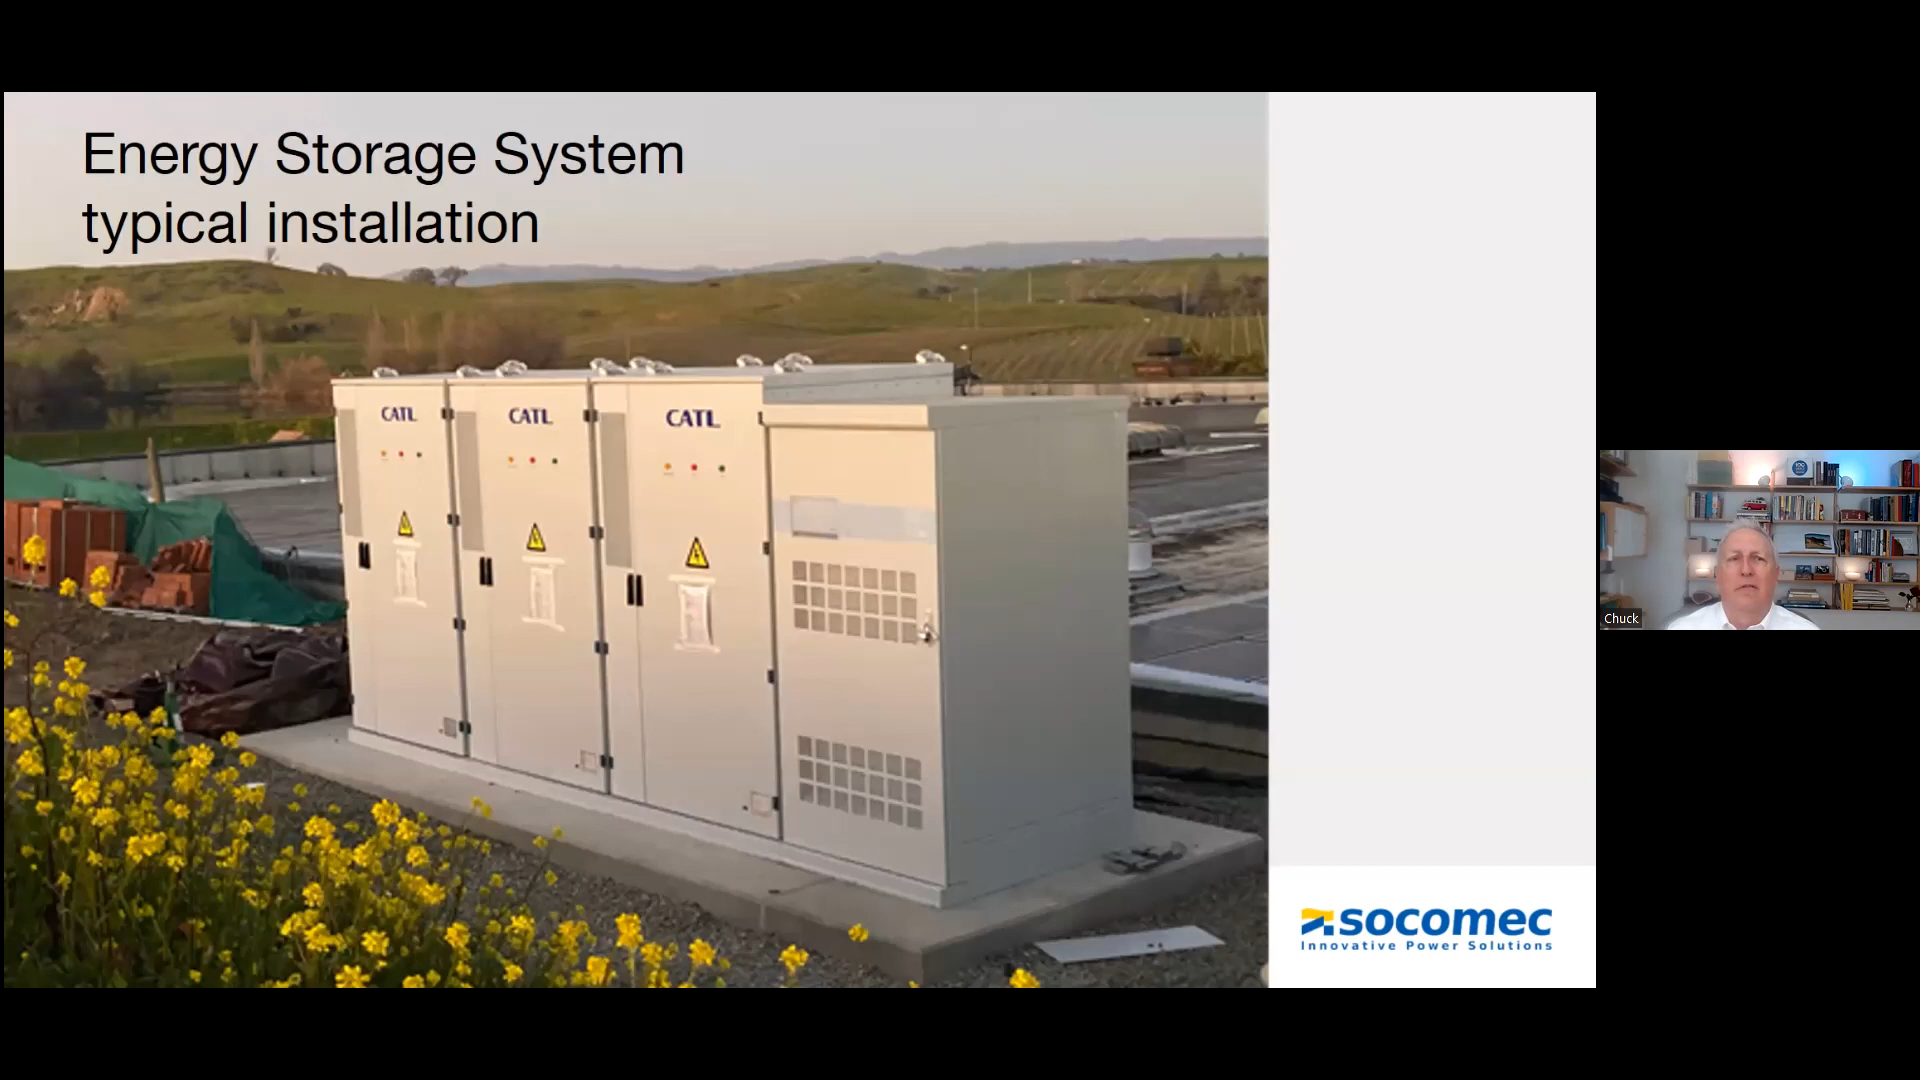 Energy Storage System
typical installation
CATL
CATL
CATL
socomec
Innovative Power Solutions
Chuck